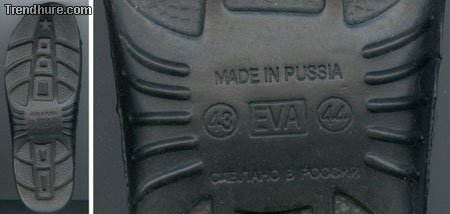 Trendhure.com
MADE IN PUSSIA
43 EVA 44
СДЕЛАНО В РОССИИ